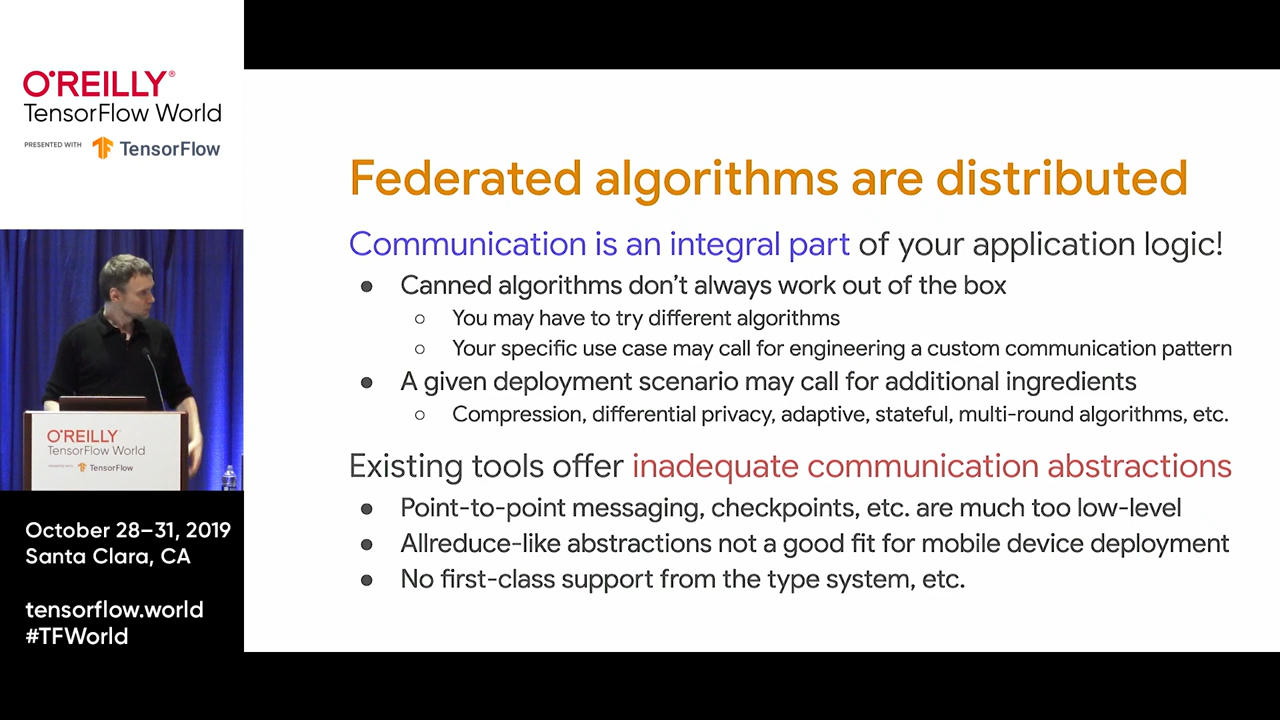 O'REILLY®
TensorFlow World
PRESENTED WITH TensorFlow
Federated algorithms are distributed
Communication is an integral part of your application logic!
● Canned algorithms don't always work out of the box
○ You may have to try different algorithms
○ Your specific use case may call for engineering a custom communication pattern
● A given deployment scenario may call for additional ingredients
○ Compression, differential privacy, adaptive, stateful, multi-round algorithms, etc.
Existing tools offer inadequate communication abstractions
● Point-to-point messaging, checkpoints, etc. are much too low-level
● Allreduce-like abstractions not a good fit for mobile device deployment
● No first-class support from the type system, etc.
O'REILLY
TensorFlow World
TensorFlow
October 28–31, 2019
Santa Clara, CA
tensorflow.world
#TFWorld